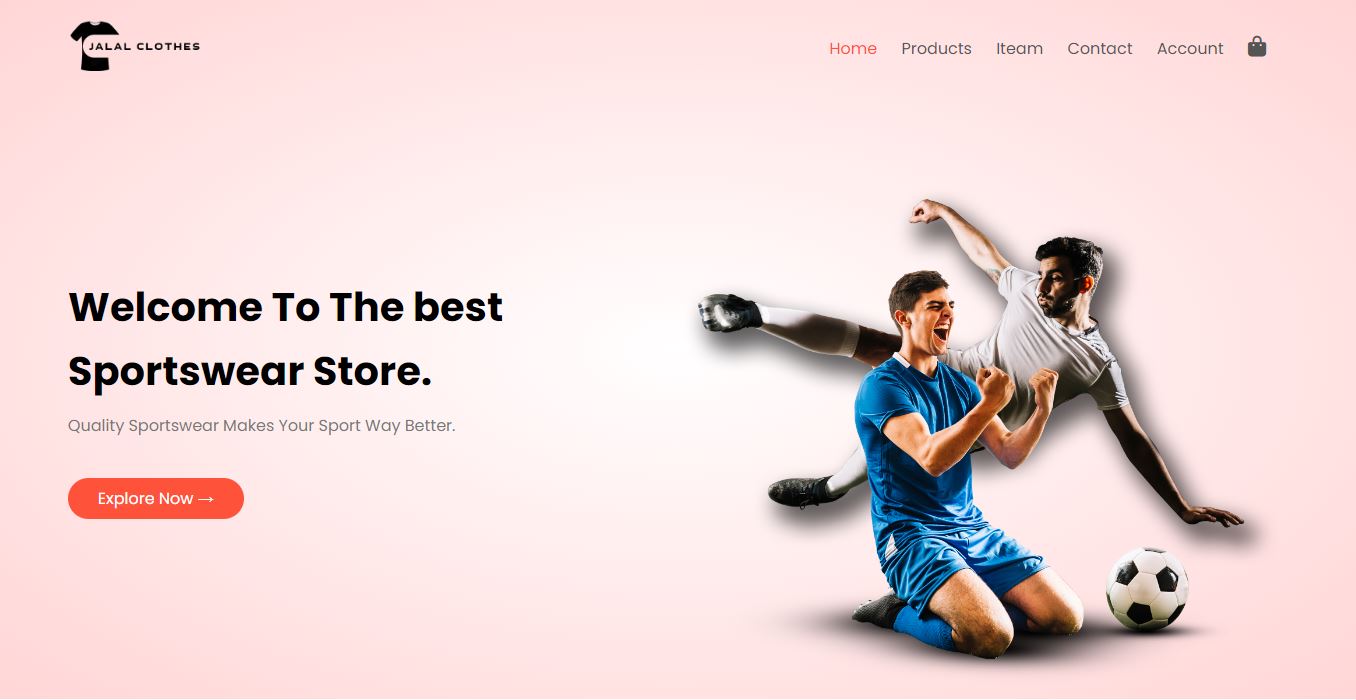 JALAL CLOTHES
Home Products Iteam Contact Account
Welcome To The best
Sportswear Store.
Quality Sportswear Makes Your Sport Way Better.
Explore Now →